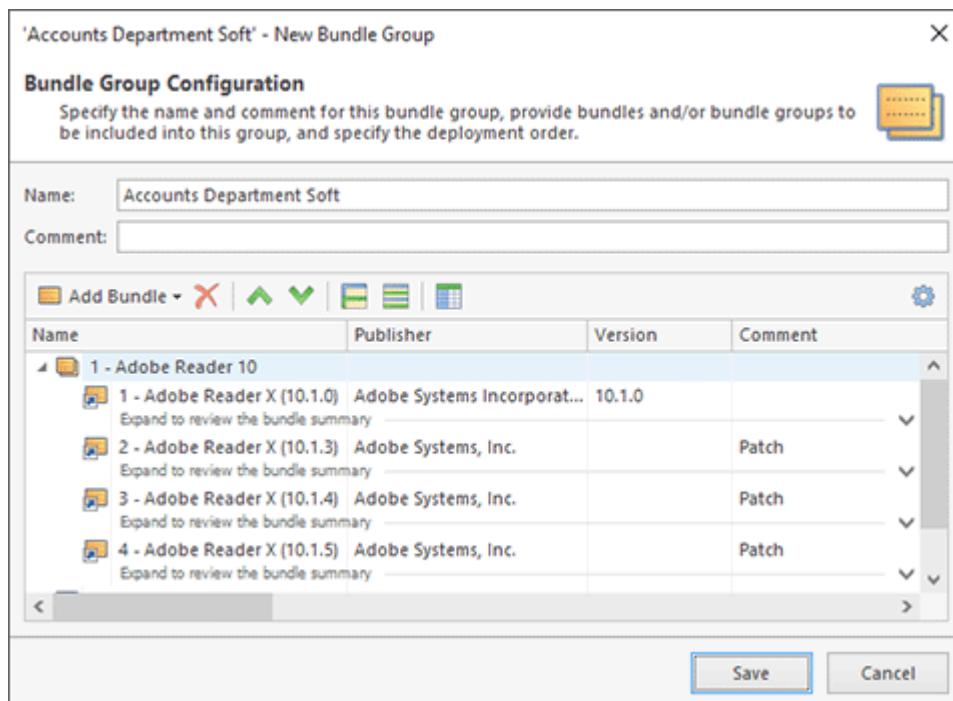 'Accounts Department Soft' - New Bundle Group
Bundle Group Configuration
Specify the name and comment for this bundle group, provide bundles and/or bundle groups to
be included into this group, and specify the deployment order.
Name: Accounts Department Soft
Comment:
Add Bundle
Name Publisher Version Comment
1 - Adobe Reader 10
1 - Adobe Reader X (10.1.0) Adobe Systems Incorporat... 10.1.0
Expand to review the bundle summary
2 - Adobe Reader X (10.1.3) Adobe Systems, Inc. Patch
Expand to review the bundle summary
3 - Adobe Reader X (10.1.4) Adobe Systems, Inc. Patch
Expand to review the bundle summary
4 - Adobe Reader X (10.1.5) Adobe Systems, Inc. Patch
Expand to review the bundle summary
Save Cancel